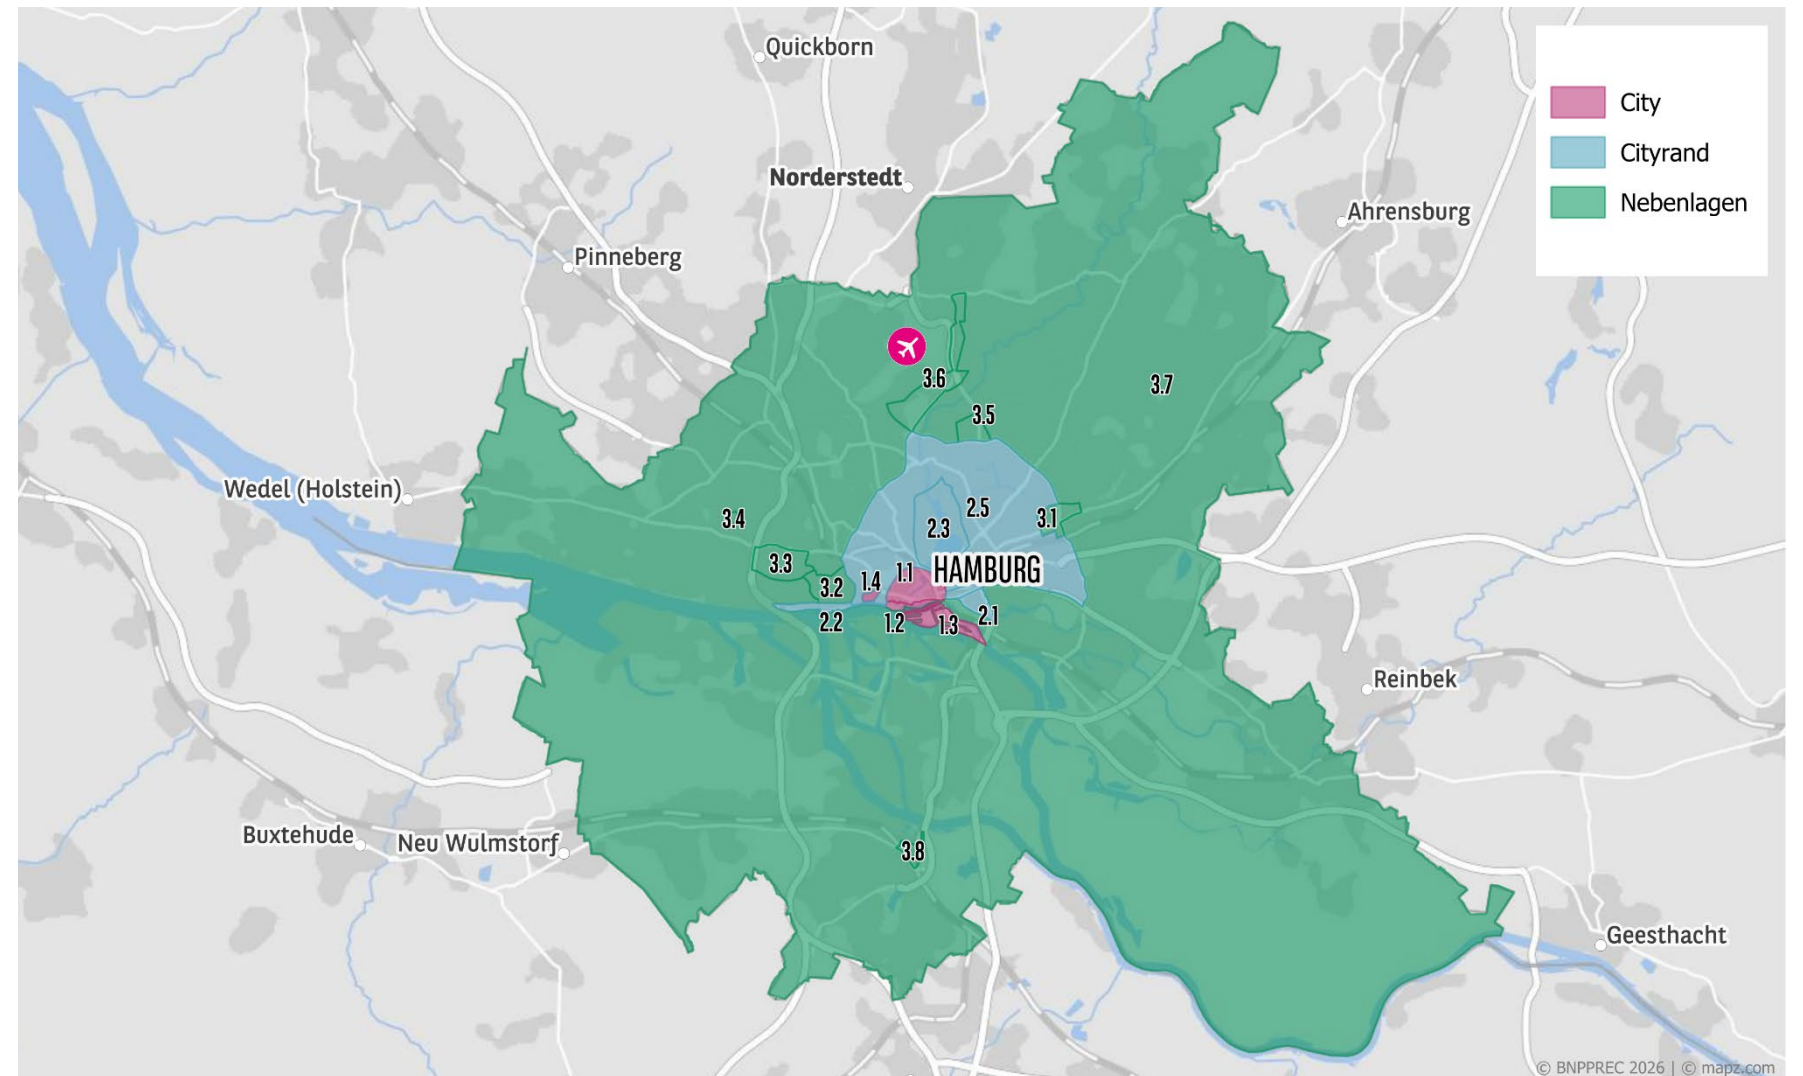 Quickborn
City
Cityrand
Norderstedt
Nebenlagen
Ahrensburg
Pinneberg
3.6
3.7
3.5
Wedel (Holstein)
3.4
2.5
2.3
3.1
3.3
1.1
HAMBURG
3.2
1.4
2.2
1.2
1.3
2.1
Reinbek
Buxtehude
Neu Wulmstorf
3.8
Geesthacht
© BNPPREC 2026 | © mapz.com